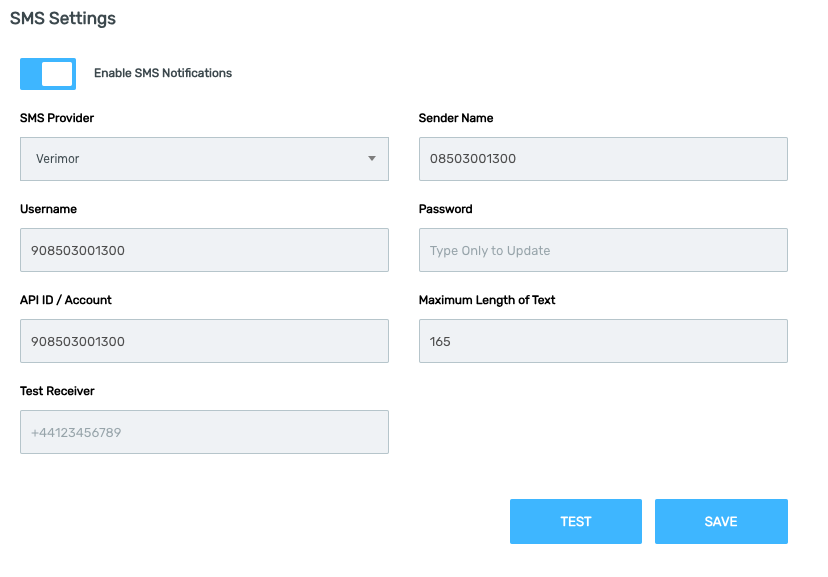 SMS Settings
Enable SMS Notifications
SMS Provider
Sender Name
Verimor
08503001300
Username
Password
908503001300
Type Only to Update
API ID / Account
Maximum Length of Text
908503001300
165
Test Receiver
+44123456789
TEST
SAVE